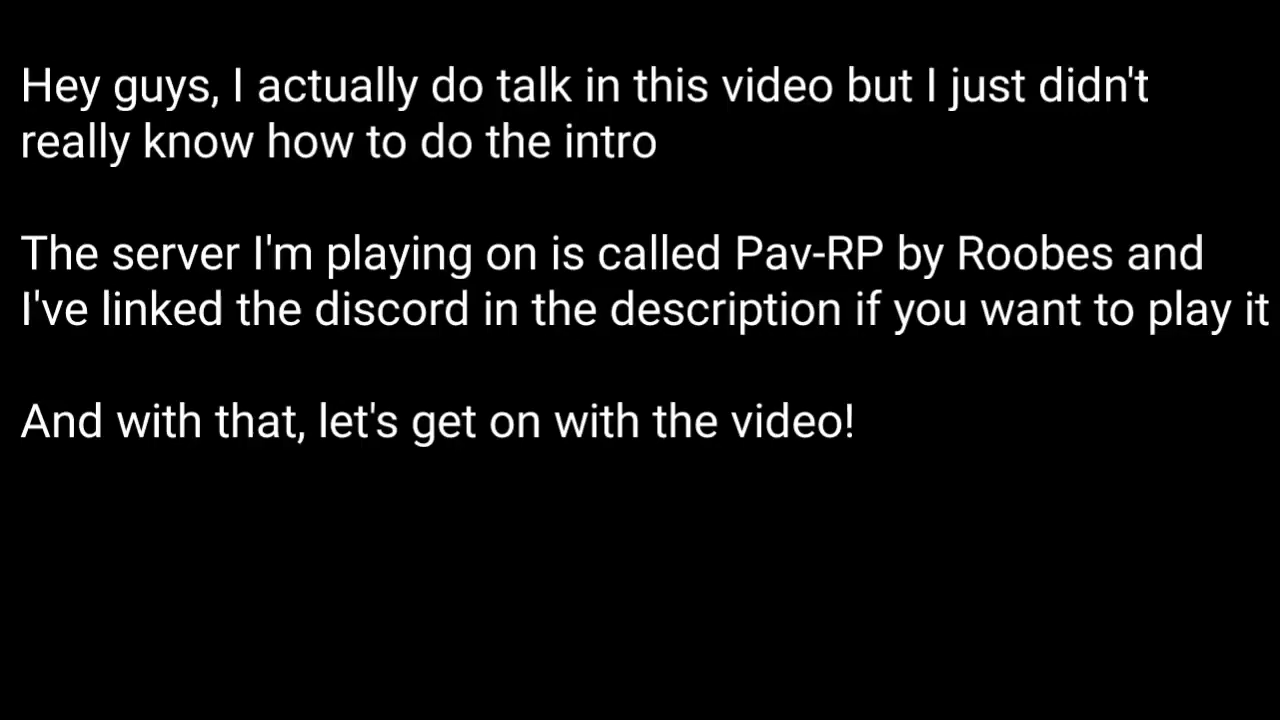 Hey guys, I actually do talk in this video but I just didn't
really know how to do the intro
The server I'm playing on is called Pav-RP by Roobes and
I've linked the discord in the description if you want to play it
And with that, let's get on with the video!